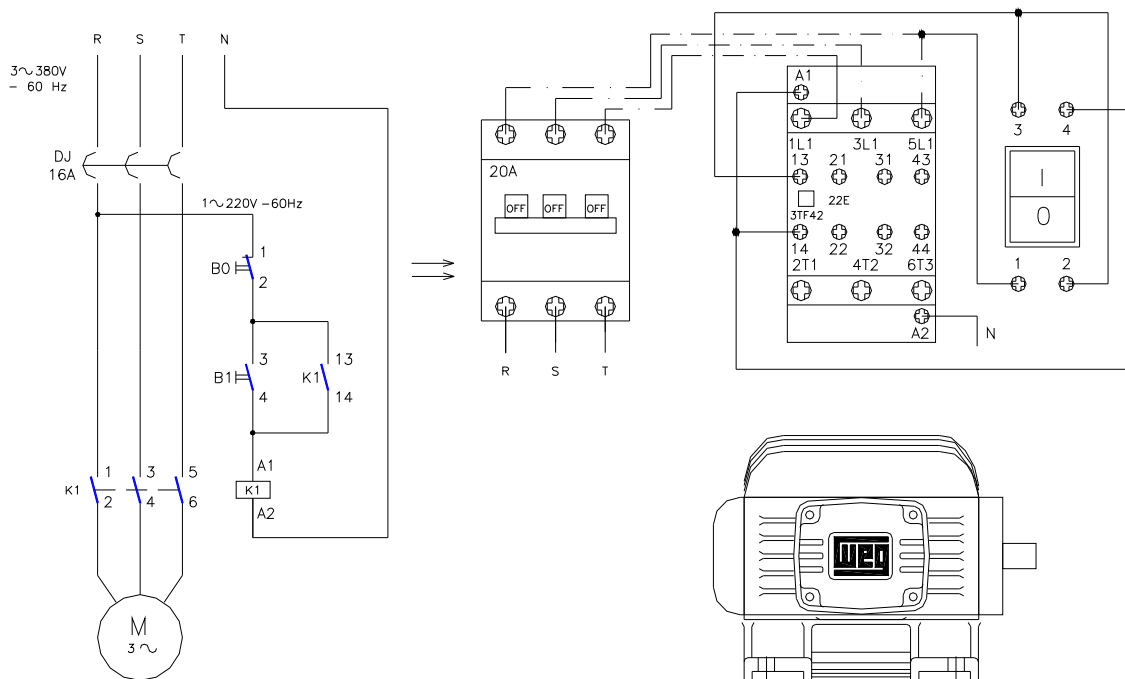 R S T N
3~380V
- 60 Hz
DJ
16A
1~220V -60Hz
1
B0
2
3 13
B1 K1
4 14
A1
K1
A2
1 3 5
K1
2 4 6
M
3~
20A
OFF OFF OFF
R S T
A1
1L1 3L1 5L1
13 21 31 43
22E
3TF42
14 22 32 44
2T1 4T2 6T3
A2 N
3 4
I
O
1 2
WEG